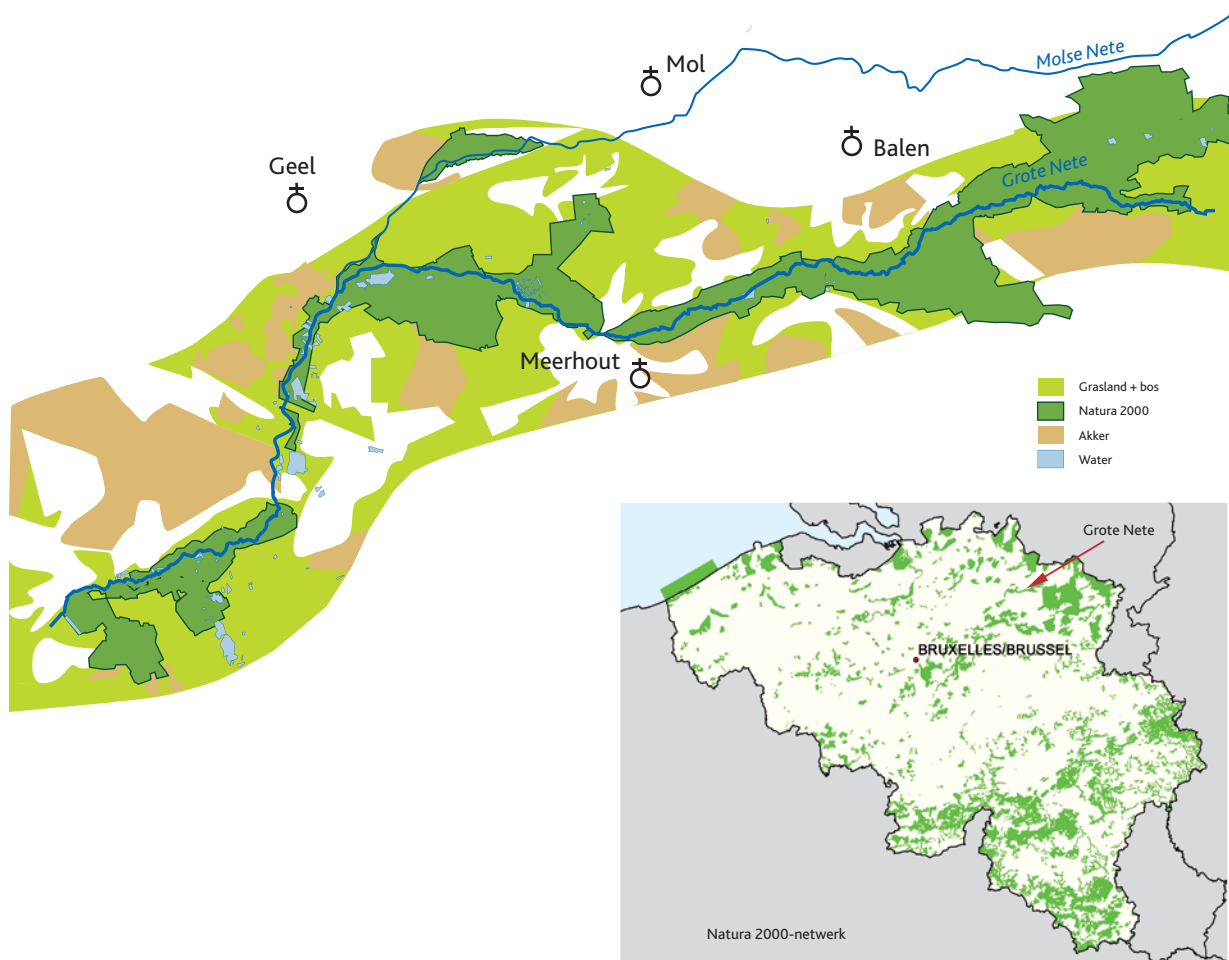 Molse Nete
Mol
Balen
Geel
Grote Nete
Meerhout
Grasland + bos
Natura 2000
Akker
Water
Grote Nete
BRUXELLES/BRUSSEL
Natura 2000-netwerk